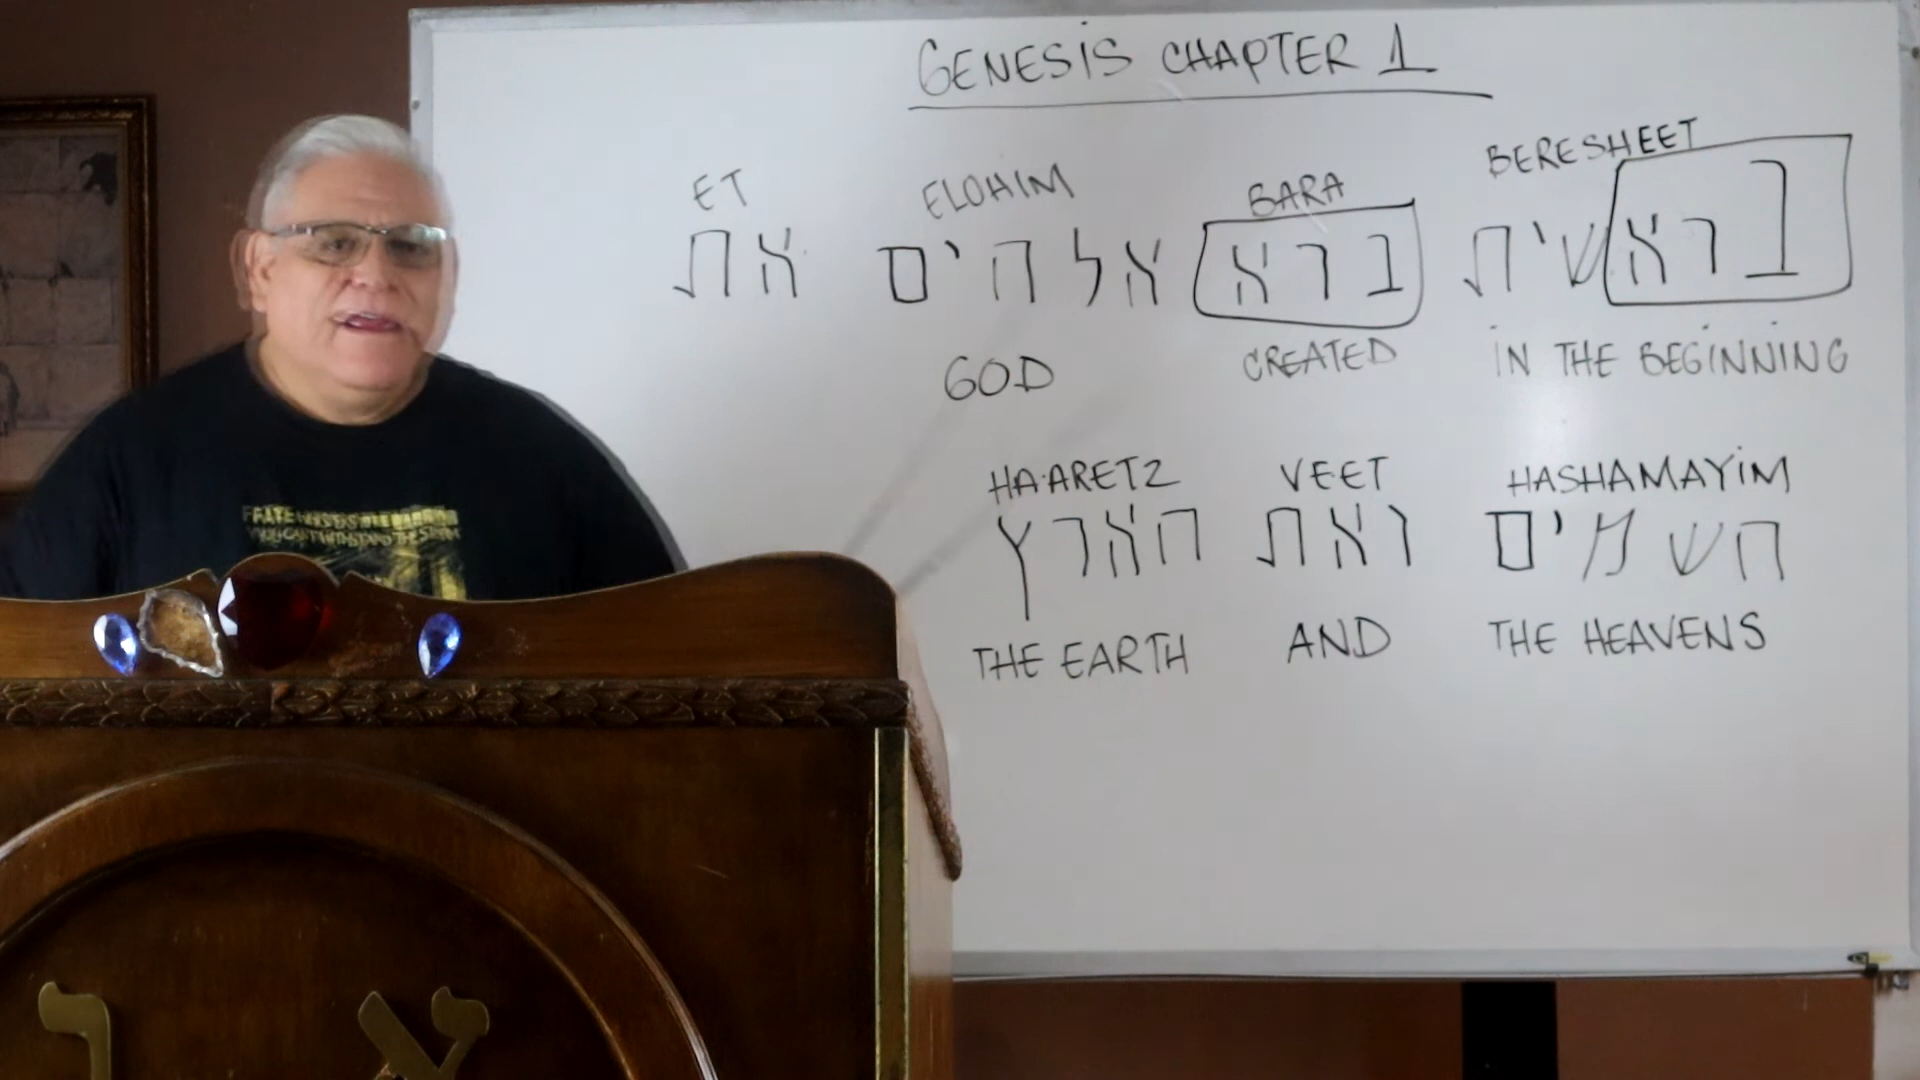 GENESIS CHAPTER 1
ET ELOHIM BARA BERESHEET
בראשית ברא אלהים את
GOD CREATED IN THE BEGINNING
HA·ARETZ VEET HASHAMAYIM
השמים ואת הארץ
THE EARTH AND THE HEAVENS